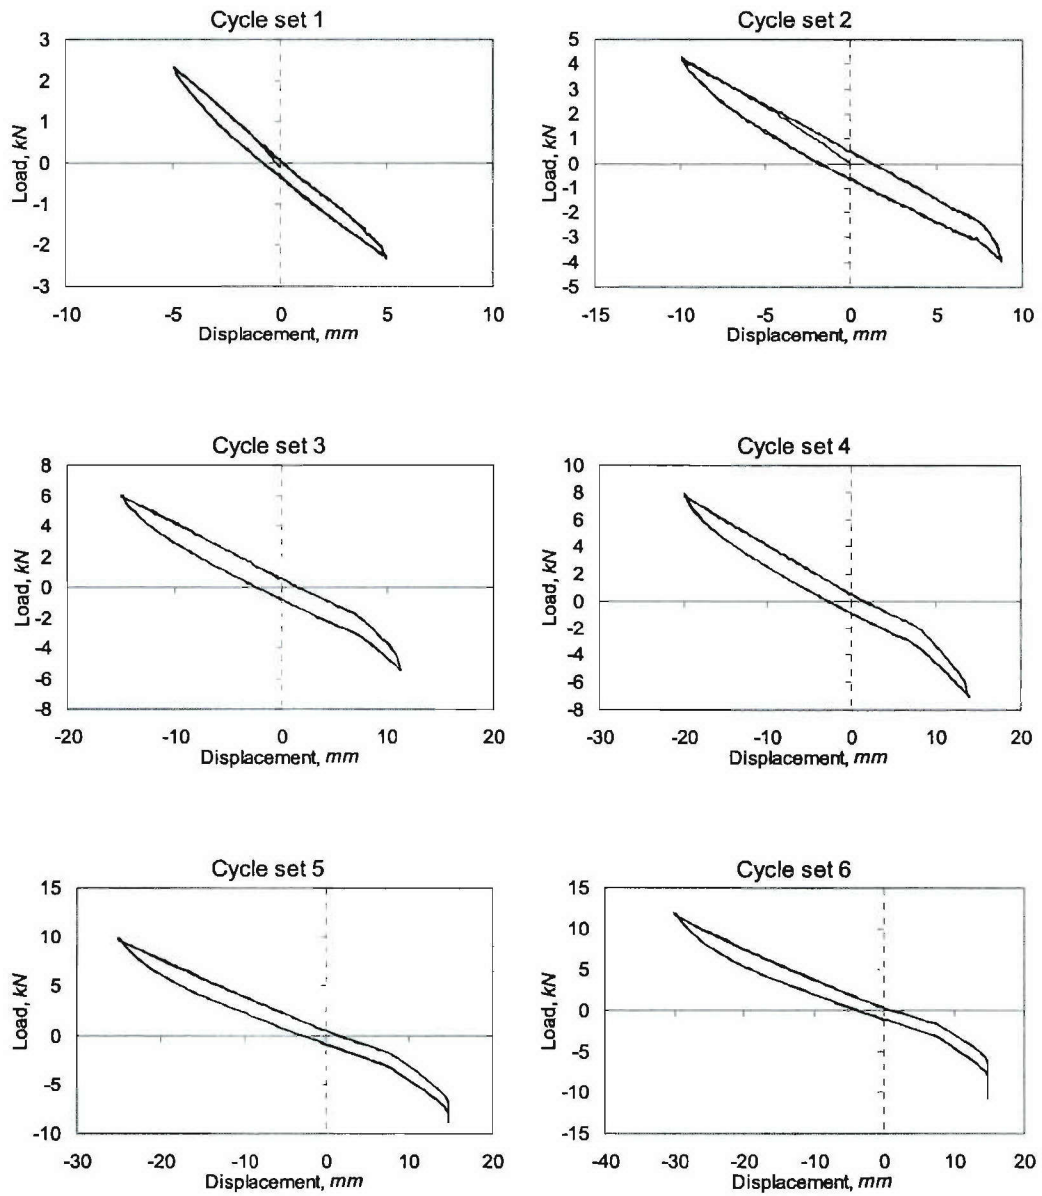 Cycle set 1
3
2
1
0
-1
-2
-3
Load, kN
-10 -5 0 5 10
Displacement, mm
Cycle set 2
5
4
3
2
1
0
-1
-2
-3
-4
-5
Load, kN
-15 -10 -5 0 5 10
Displacement, mm
Cycle set 3
8
6
4
2
0
-2
-4
-6
-8
Load, kN
-20 -10 0 10 20
Displacement, mm
Cycle set 4
10
8
6
4
2
0
-2
-4
-6
-8
Load, kN
-30 -20 -10 0 10 20
Displacement, mm
Cycle set 5
15
10
5
0
-5
-10
Load, kN
-30 -20 -10 0 10 20
Displacement, mm
Cycle set 6
15
10
5
0
-5
-10
-15
Load, kN
-40 -30 -20 -10 0 10 20
Displacement, mm